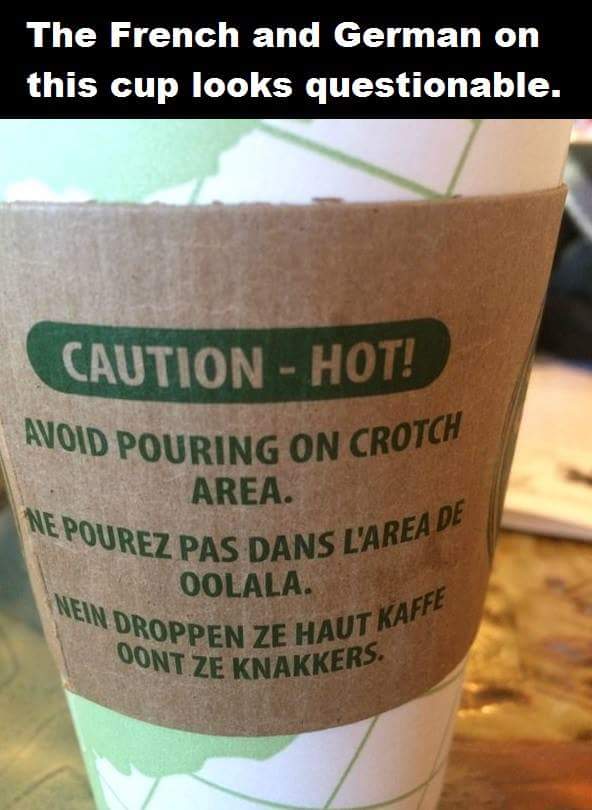 The French and German on
this cup looks questionable.
CAUTION - HOT!
AVOID POURING ON CROTCH
AREA.
NE POUREZ PAS DANS L'AREA DE
OOLALA.
NEIN DROPPEN ZE HAUT KAFFE
OONT ZE KNAKKERS.